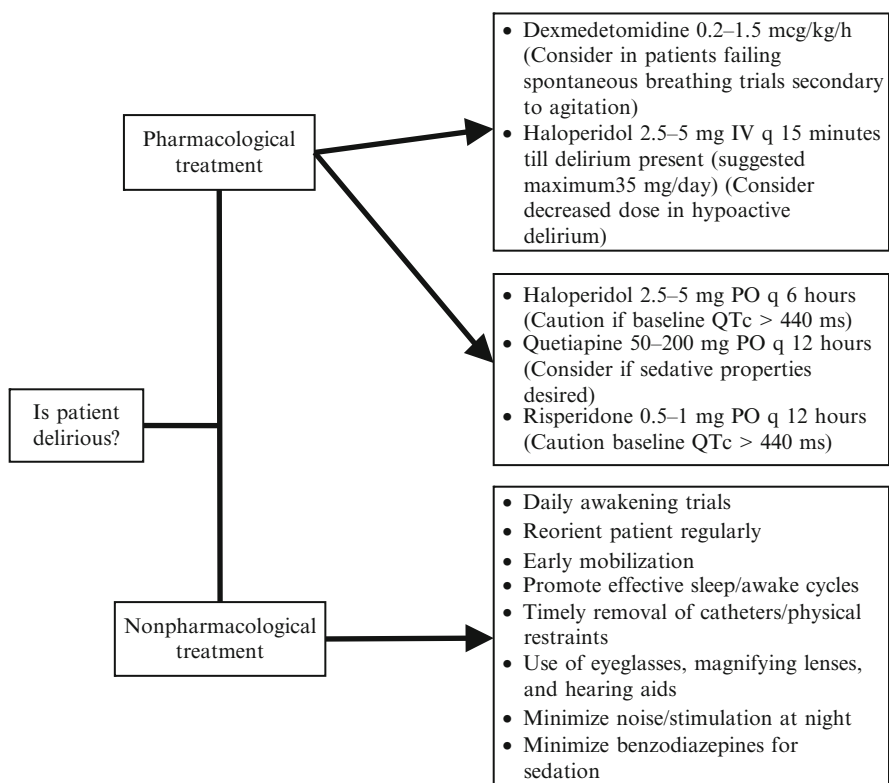 Is patient
delirious?
Pharmacological
treatment
• Dexmedetomidine 0.2–1.5 mcg/kg/h
(Consider in patients failing
spontaneous breathing trials secondary
to agitation)
• Haloperidol 2.5–5 mg IV q 15 minutes
till delirium present (suggested
maximum35 mg/day) (Consider
decreased dose in hypoactive
delirium)
• Haloperidol 2.5–5 mg PO q 6 hours
(Caution if baseline QTc > 440 ms)
• Quetiapine 50–200 mg PO q 12 hours
(Consider if sedative properties
desired)
• Risperidone 0.5–1 mg PO q 12 hours
(Caution baseline QTc > 440 ms)
Nonpharmacological
treatment
• Daily awakening trials
• Reorient patient regularly
• Early mobilization
• Promote effective sleep/awake cycles
• Timely removal of catheters/physical
restraints
• Use of eyeglasses, magnifying lenses,
and hearing aids
• Minimize noise/stimulation at night
• Minimize benzodiazepines for
sedation